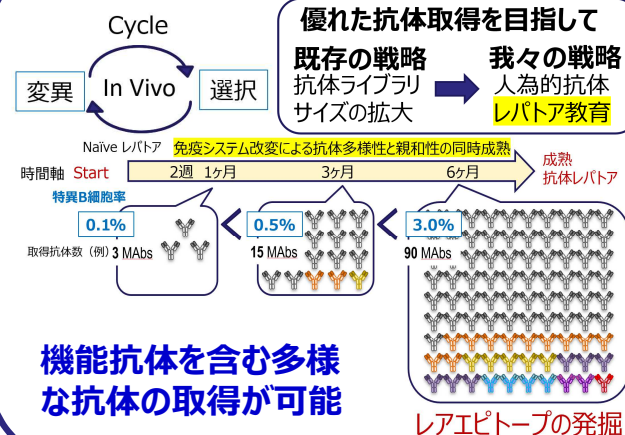 Cycle
変異
In Vivo
選択
優れた抗体取得を目指して
既存の戦略
抗体ライブラリ
サイズの拡大
我々の戦略
人為的抗体
レパトア教育
Naïve レパトア
免疫システム改変による抗体多様性と親和性の同時成熟
時間軸 Start
2週 1ヶ月
3ヶ月
6ヶ月
成熟
抗体レパトア
特異B細胞率
0.1%
<
0.5%
<
3.0%
取得抗体数（例）3 MAbs
15 MAbs
90 MAbs
機能抗体を含む多様
な抗体の取得が可能
レアエピトープの発掘